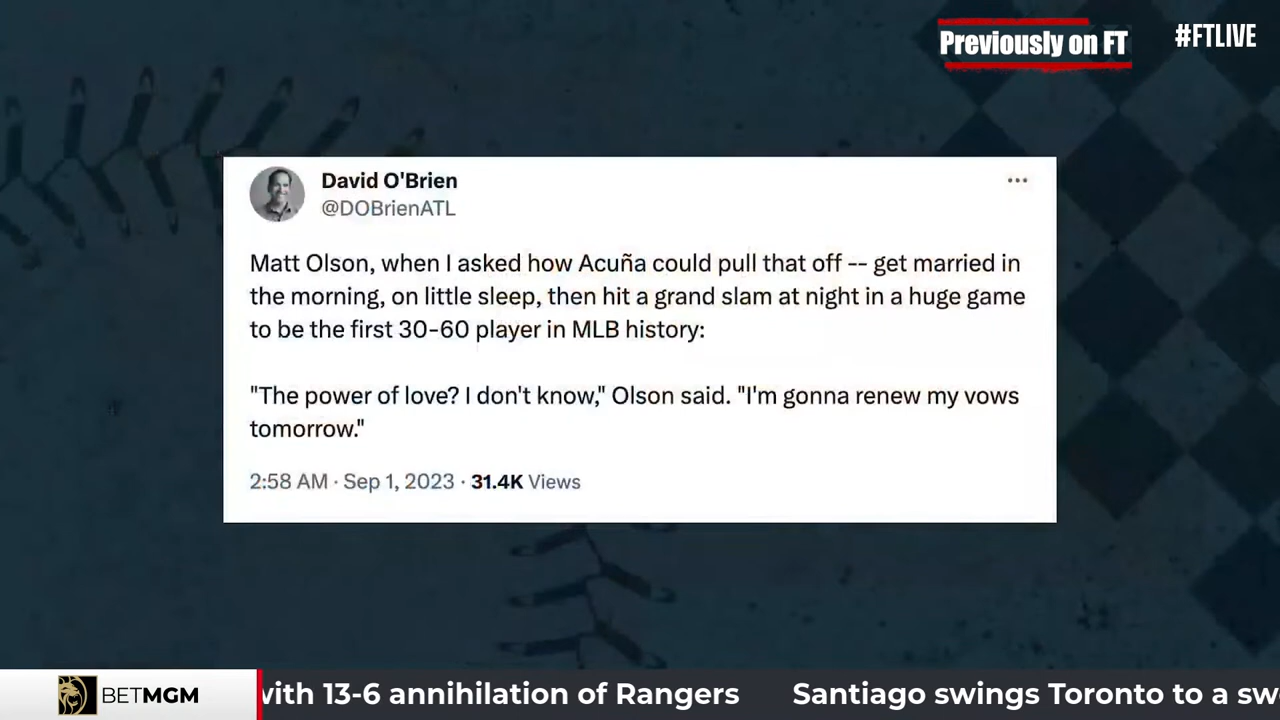 Previously on FT
#FTLIVE
David O'Brien
@DOBrienATL
Matt Olson, when I asked how Acuña could pull that off -- get married in
the morning, on little sleep, then hit a grand slam at night in a huge game
to be the first 30-60 player in MLB history:
"The power of love? I don't know," Olson said. "I'm gonna renew my vows
tomorrow."
2:58 AM · Sep 1, 2023 · 31.4K Views
BETMGM
with 13-6 annihilation of Rangers Santiago swings Toronto to a